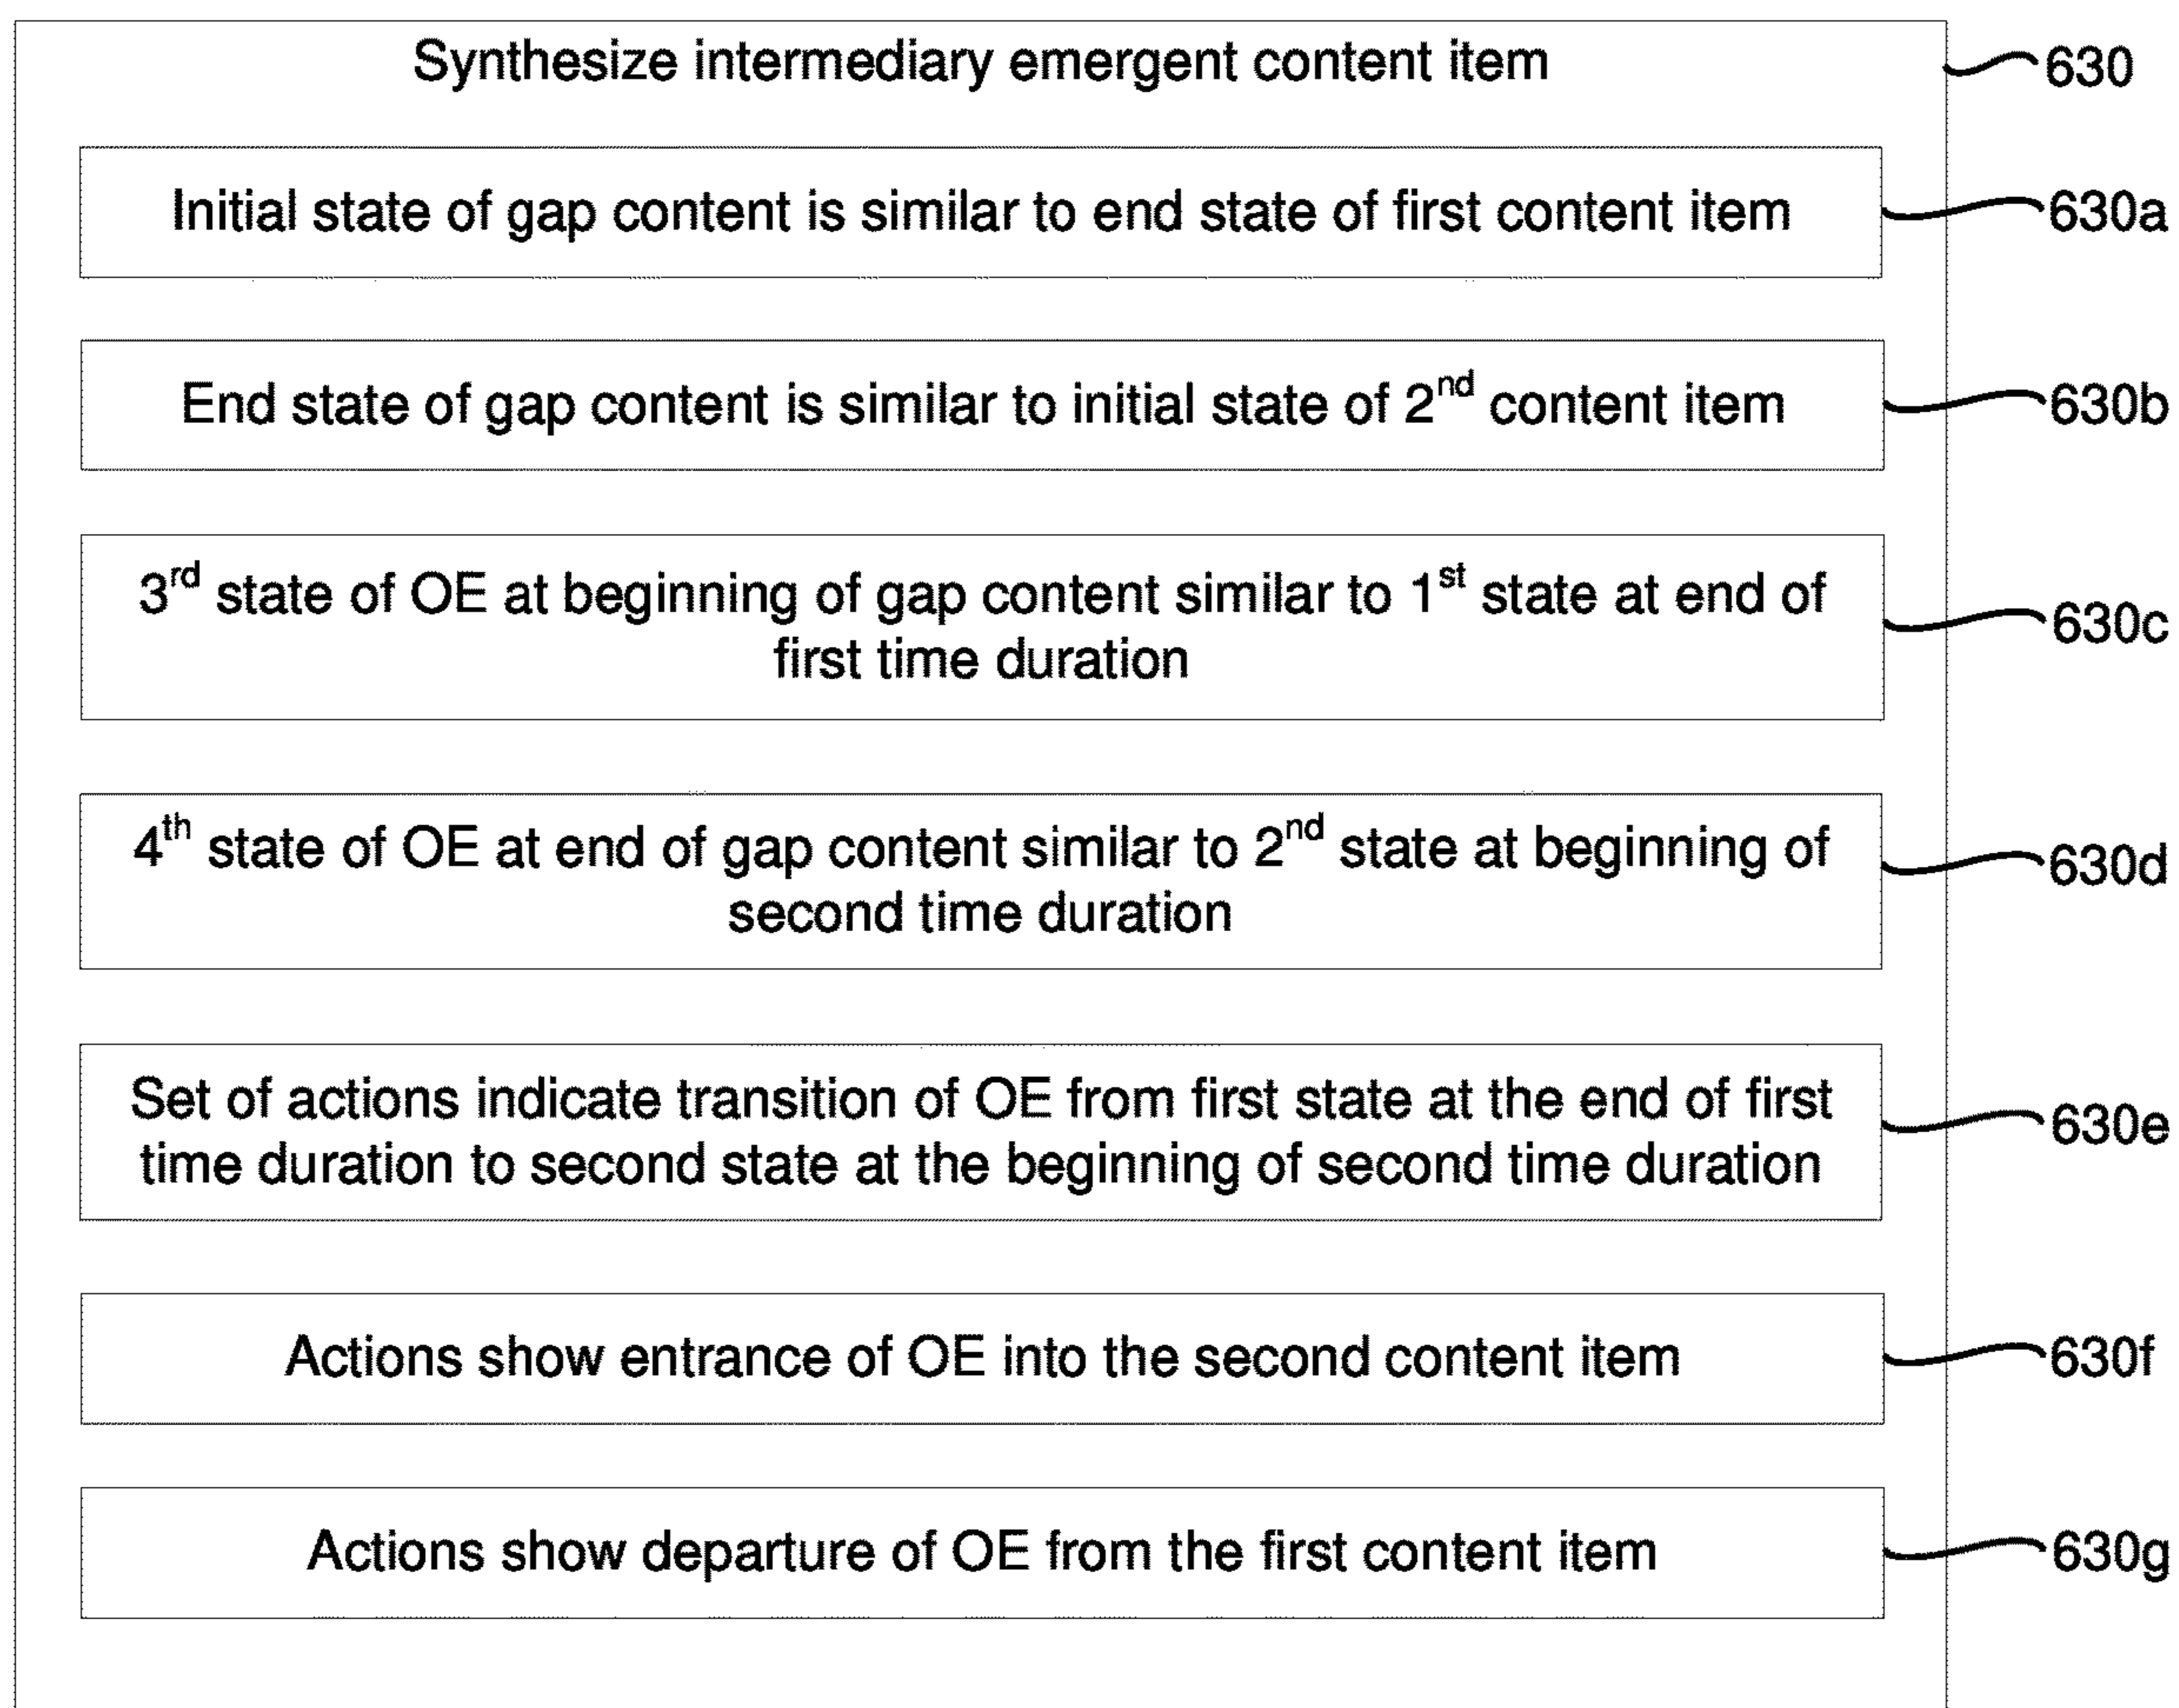 Synthesize intermediary emergent content item
630
Initial state of gap content is similar to end state of first content item
630a
End state of gap content is similar to initial state of 2nd content item
630b
3rd state of OE at beginning of gap content similar to 1st state at end of
first time duration
630c
4th state of OE at end of gap content similar to 2nd state at beginning of
second time duration
630d
Set of actions indicate transition of OE from first state at the end of first
time duration to second state at the beginning of second time duration
630e
Actions show entrance of OE into the second content item
630f
Actions show departure of OE from the first content item
630g